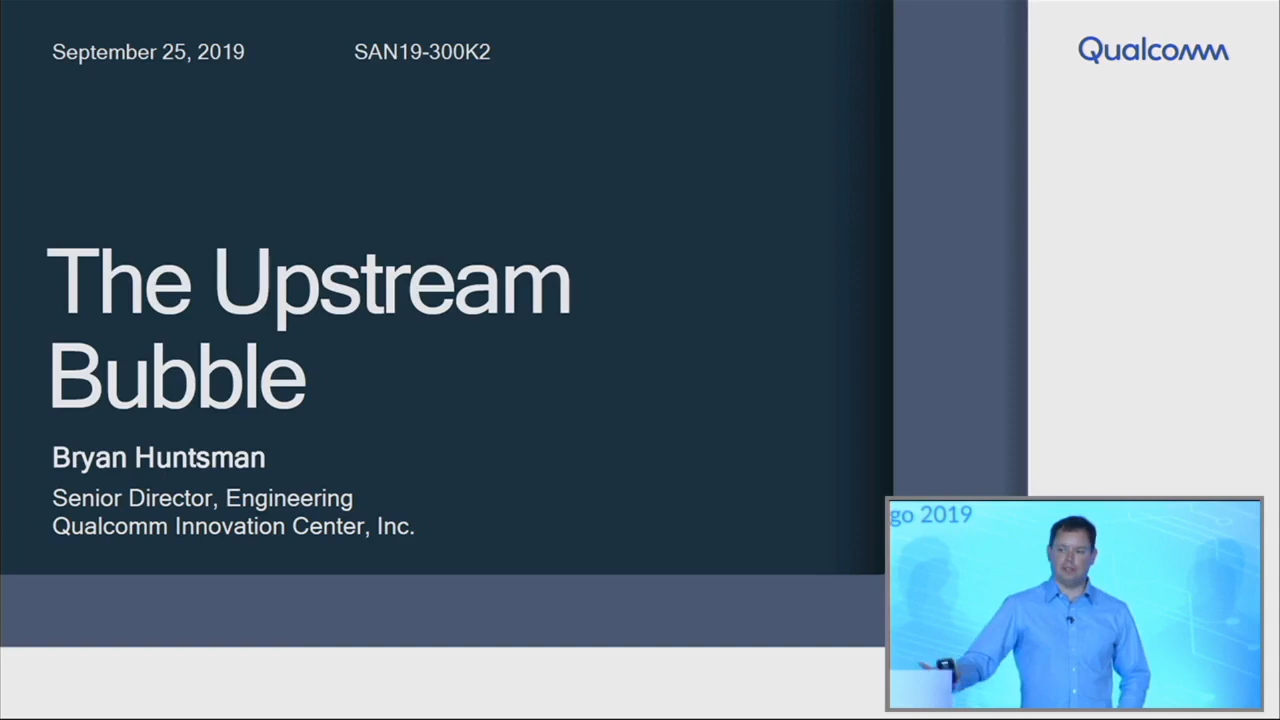 September 25, 2019
SAN19-300K2
Qualcomm
The Upstream
Bubble
Bryan Huntsman
Senior Director, Engineering
Qualcomm Innovation Center, Inc.
go 2019